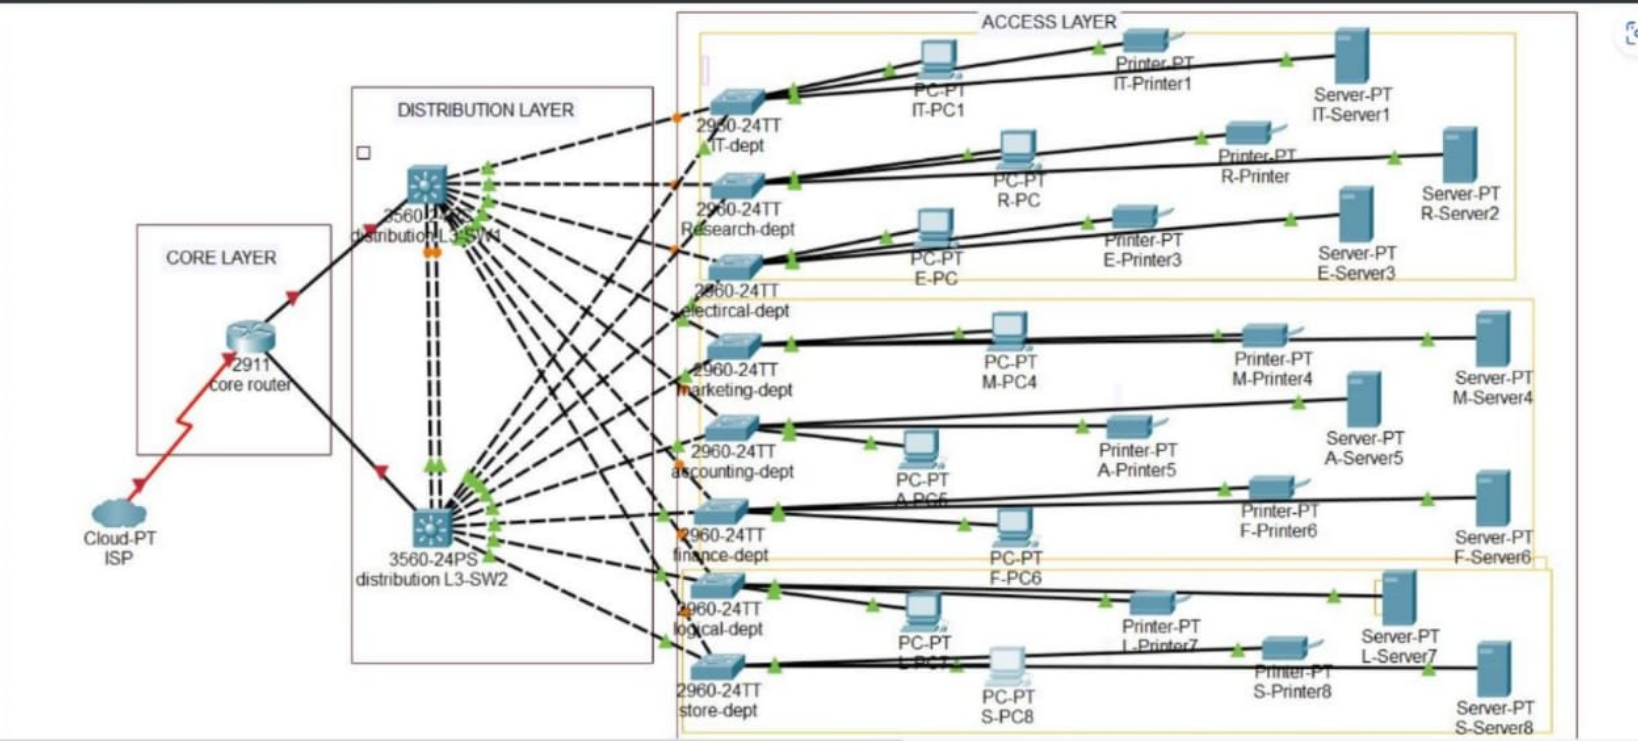 ACCESS LAYER
DISTRIBUTION LAYER
CORE LAYER
2911
core router
Cloud-PT
ISP
distribution L3-SW1
3560-24PS
distribution L3-SW2
2960-24TT
IT-dept
PC-PT
IT-PC1
Printer-PT
IT-Printer1
Server-PT
IT-Server1
2960-24TT
Research-dept
PC-PT
R-PC
Printer-PT
R-Printer
Server-PT
R-Server2
2960-24TT
electircal-dept
PC-PT
E-PC
Printer-PT
E-Printer3
Server-PT
E-Server3
2960-24TT
marketing-dept
PC-PT
M-PC4
Printer-PT
M-Printer4
Server-PT
M-Server4
2960-24TT
accounting-dept
PC-PT
Printer-PT
A-Printer5
Server-PT
A-Server5
2960-24TT
finance-dept
PC-PT
F-PC6
Printer-PT
F-Printer6
Server-PT
F-Server6
2960-24TT
logical-dept
PC-PT
L-PC7
Printer-PT
L-Printer7
Server-PT
L-Server7
2960-24TT
store-dept
PC-PT
S-PC8
Printer-PT
S-Printer8
Server-PT
S-Server8